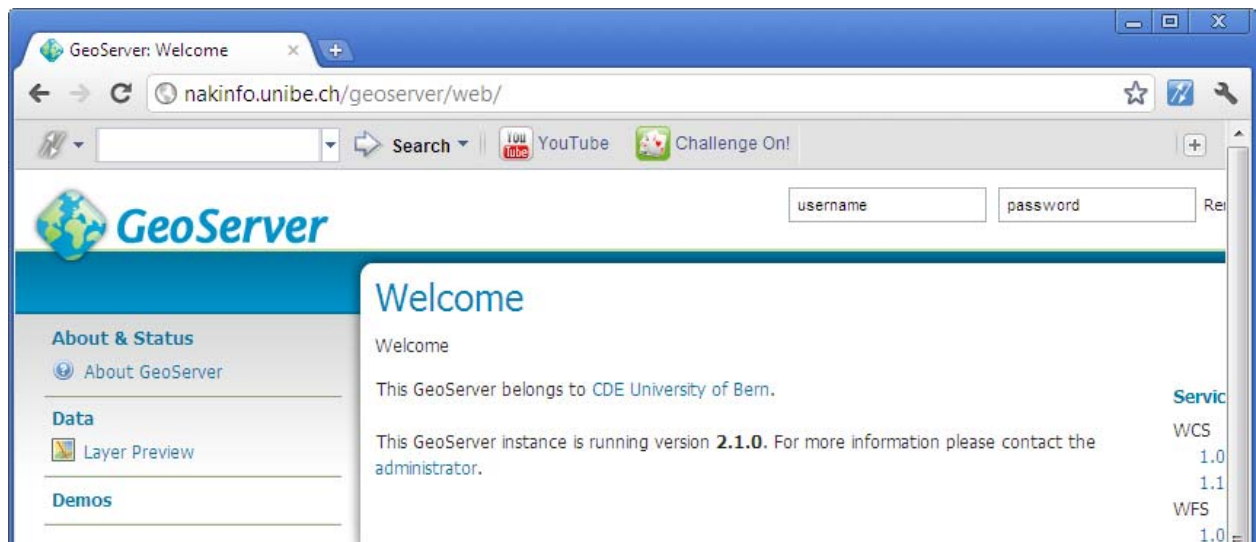 GeoServer: Welcome
nakinfo.unibe.ch/geoserver/web/
Search
YouTube
Challenge On!
GeoServer
username
password
Welcome
About & Status
About GeoServer
Data
Layer Preview
Demos
Welcome
This GeoServer belongs to CDE University of Bern.
This GeoServer instance is running version 2.1.0. For more information please contact the
administrator.
WCS
1.0
1.1
WFS
1.0